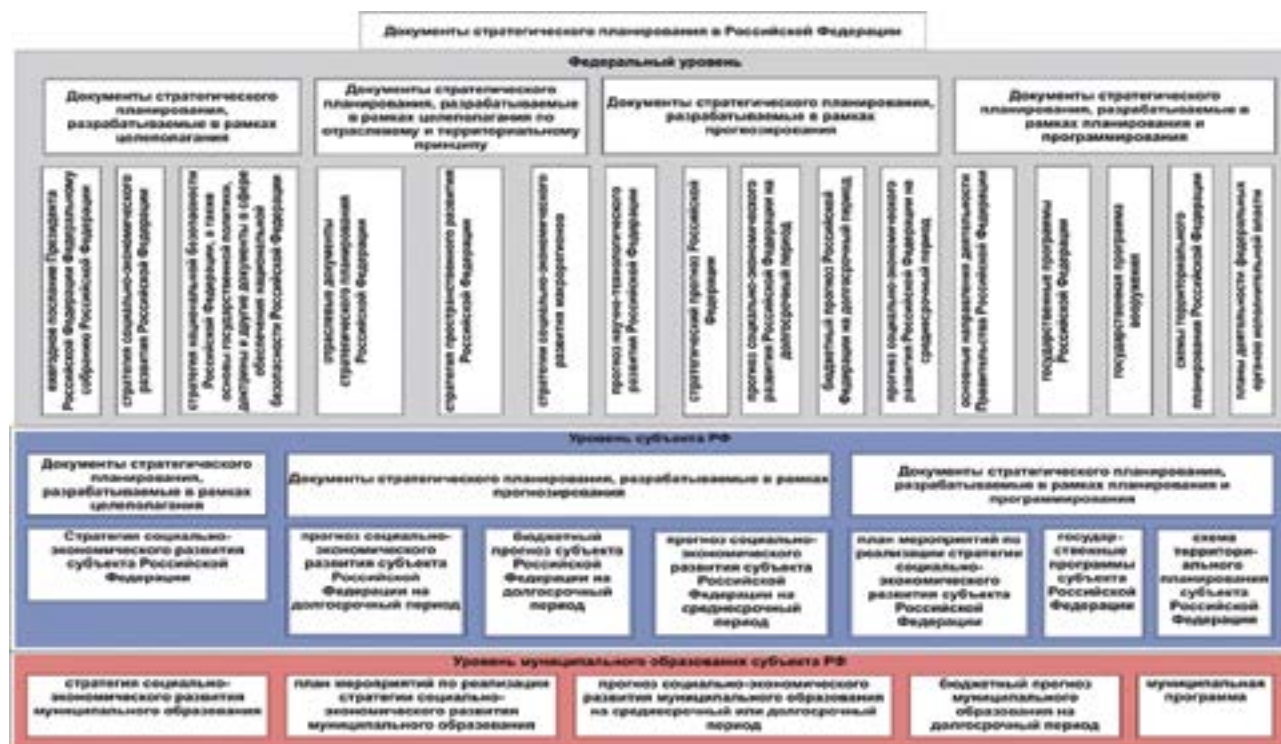 Документы стратегического планирования в Российской Федерации
Федеральный уровень
Документы стратегического
планирования,
разрабатываемые в рамках
целеполагания
Документы стратегического
планирования, разрабатываемые
в рамках целеполагания по
отраслевому и территориальному
принципу
Документы стратегического планирования,
разрабатываемые в рамках
прогнозирования
Документы стратегического
планирования, разрабатываемые в
рамках планирования и
программирования
ежегодное послание Президента
Российской Федерации Федеральному
собранию Российской Федерации
стратегия социально-экономического
развития Российской Федерации
стратегия национальной безопасности
Российской Федерации, а также
основы государственной политики,
доктрины и другие документы в сфере
обеспечения национальной
безопасности Российской Федерации
отраслевые документы
стратегического планирования
Российской Федерации
стратегия пространственного развития
Российской Федерации
стратегии социально-экономического
развития макрорегионов
прогноз научно-технологического
развития Российской Федерации
стратегический прогноз Российской
Федерации
прогноз социально-экономического
развития Российской Федерации на
долгосрочный период
бюджетный прогноз Российской
Федерации на долгосрочный период
прогноз социально-экономического
развития Российской Федерации на
среднесрочный период
основные направления деятельности
Правительства Российской Федерации
государственные программы
Российской Федерации
государственная программа
вооружения
схемы территориального
планирования Российской Федерации
планы деятельности федеральных
органов исполнительной власти
Уровень субъекта РФ
Документы стратегического
планирования,
разрабатываемые в рамках
целеполагания
Документы стратегического планирования, разрабатываемые в рамках
прогнозирования
Документы стратегического планирования,
разрабатываемые в рамках планирования и
программирования
Стратегия социально-
экономического развития
субъекта Российской
Федерации
прогноз социально-
экономического
развития субъекта
Российской
Федерации на
долгосрочный период
бюджетный
прогноз субъекта
Российской
Федерации на
долгосрочный
период
прогноз социально-
экономического
развития субъекта
Российской
Федерации на
среднесрочный
период
план мероприятий по
реализации стратегии
социально-
экономического
развития субъекта
Российской
Федерации
государ-
ственные
программы
субъекта
Российской
Федерации
схема
территори-
ального
планирования
субъекта
Российской
Федерации
Уровень муниципального образования субъекта РФ
стратегия социально-
экономического развития
муниципального образования
план мероприятий по реализации
стратегии социально-
экономического развития
муниципального образования
прогноз социально-экономического
развития муниципального образования
на среднесрочный или долгосрочный
период
бюджетный прогноз
муниципального
образования на
долгосрочный период
муниципальная
программа